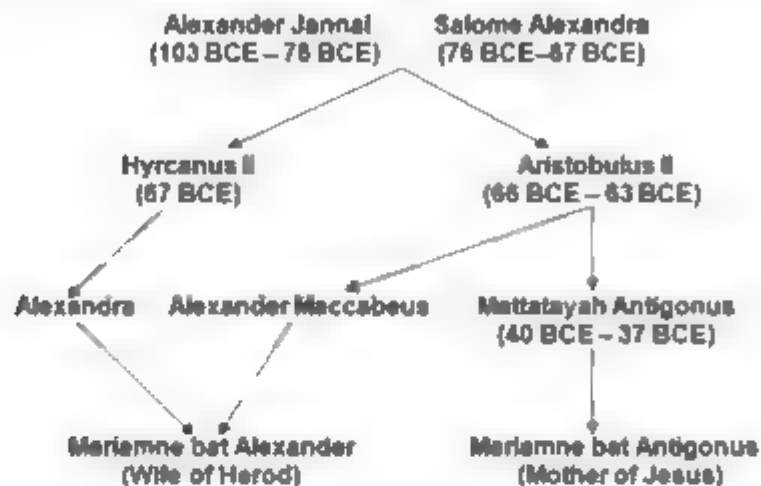 Alexander Jannai Salome Alexandra
(103 BCE – 76 BCE) (76 BCE–67 BCE)
Hyrcanus II Aristobulus II
(67 BCE) (66 BCE – 63 BCE)
Alexandra Alexander Maccabeus Mattatayah Antigonus
(40 BCE – 37 BCE)
Mariamne bat Alexander Mariamne bat Antigonus
(Wife of Herod) (Mother of Jesus)